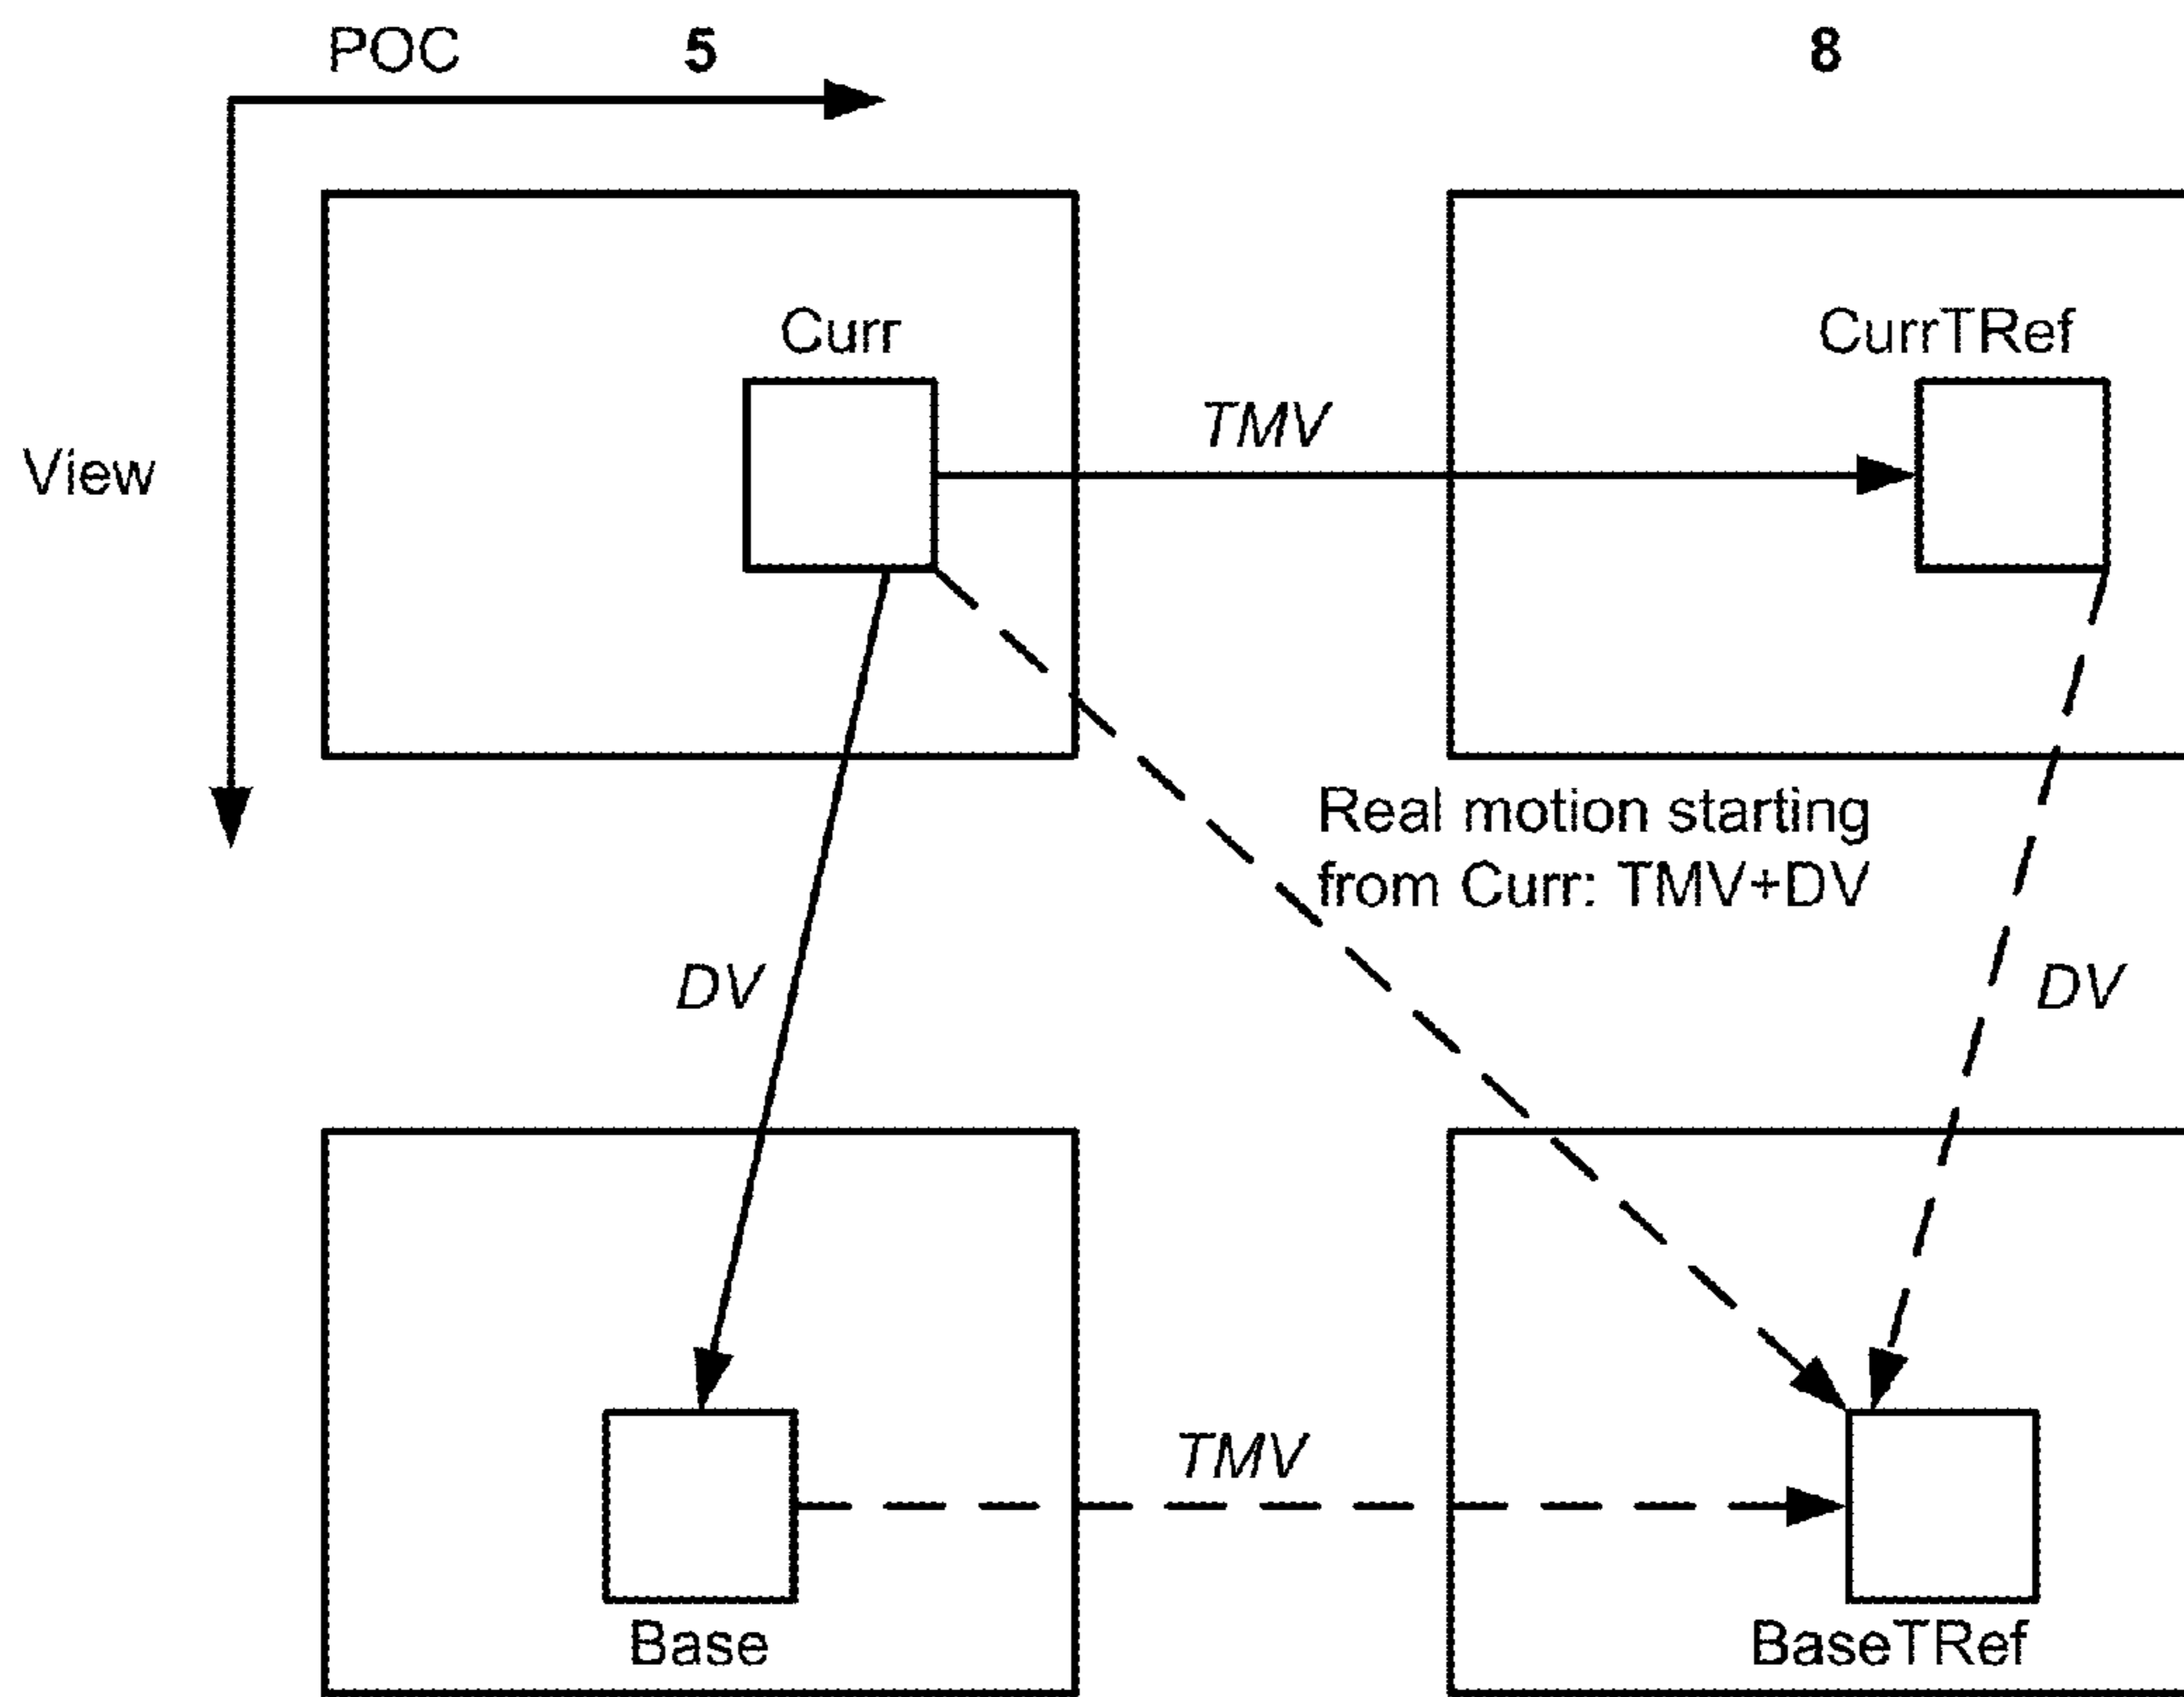 POC 5 8
Curr
CurrTRef
TMV
View
Real motion starting
from Curr: TMV+DV
DV
DV
TMV
Base
BaseTRef